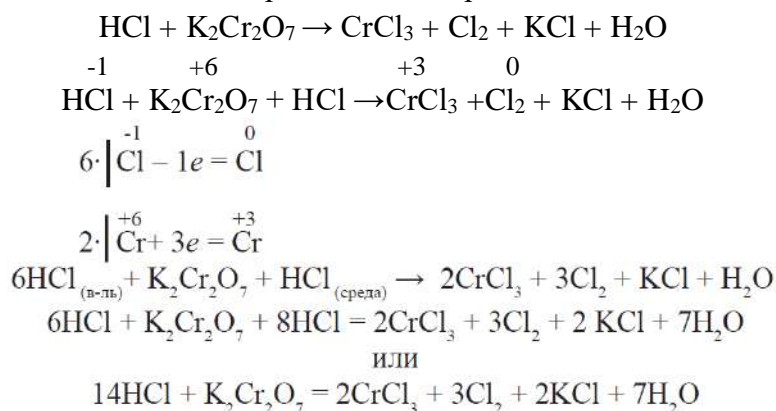 HCl + K₂Cr₂O₇ → CrCl₃ + Cl₂ + KCl + H₂O
-1 +6 +3 0
HCl + K₂Cr₂O₇ + HCl →CrCl₃ +Cl₂ + KCl + H₂O
-1 0
6·|Cl – 1e = Cl
+6 +3
2·|Cr+ 3e = Cr
6HCl (в-ль) + K₂Cr₂O₇ + HCl (среда) → 2CrCl₃ + 3Cl₂ + KCl + H₂O
6HCl + K₂Cr₂O₇ + 8HCl = 2CrCl₃ + 3Cl₂ + 2 KCl + 7H₂O
или
14HCl + K₂Cr₂O₇ = 2CrCl₃ + 3Cl₂ + 2KCl + 7H₂O